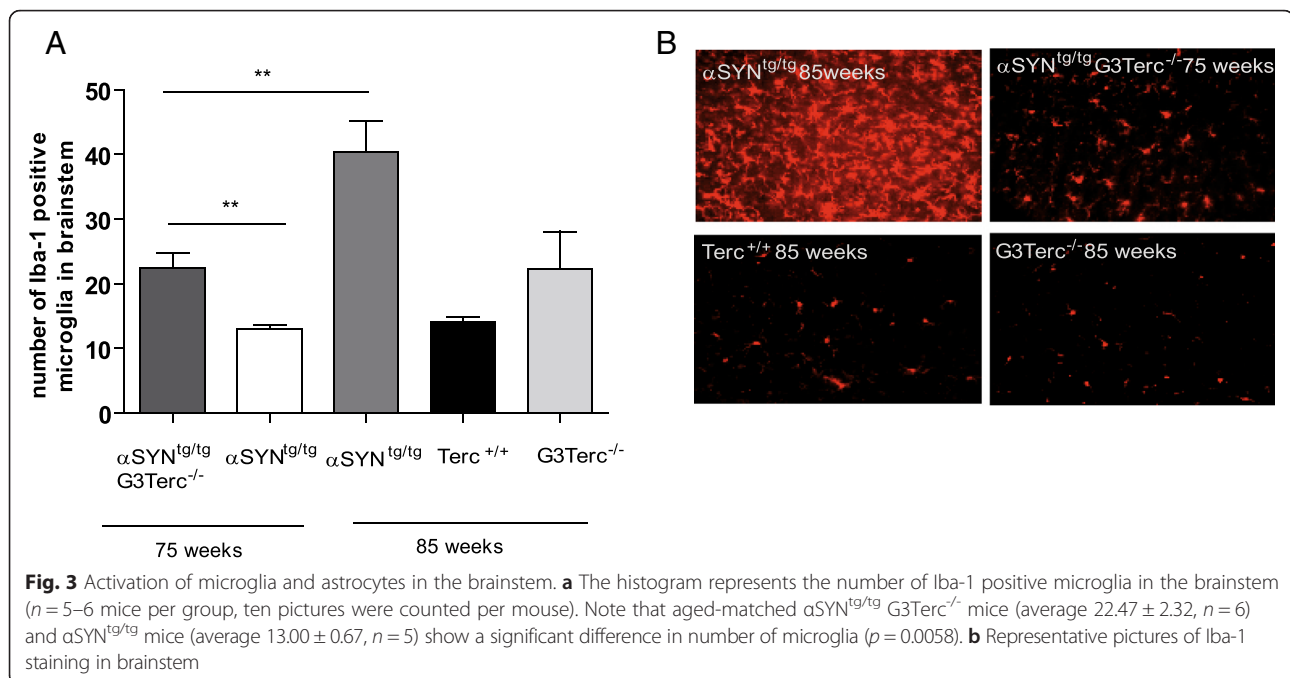 A
B
**
**
50
40
30
20
10
0
number of Iba-1 positive
microglia in brainstem
αSYNtg/tg
G3Terc-/-
αSYNtg/tg
αSYNtg/tg
Terc +/+
G3Terc-/-
75 weeks
85 weeks
αSYNtg/tg 85weeks
αSYNtg/tg G3Terc-/- 75 weeks
Terc+/+ 85 weeks
G3Terc-/- 85 weeks
Fig. 3 Activation of microglia and astrocytes in the brainstem. a The histogram represents the number of Iba-1 positive microglia in the brainstem
(n = 5–6 mice per group, ten pictures were counted per mouse). Note that aged-matched αSYNtg/tg G3Terc-/- mice (average 22.47 ± 2.32, n = 6)
and αSYNtg/tg mice (average 13.00 ± 0.67, n = 5) show a significant difference in number of microglia (p = 0.0058). b Representative pictures of Iba-1
staining in brainstem